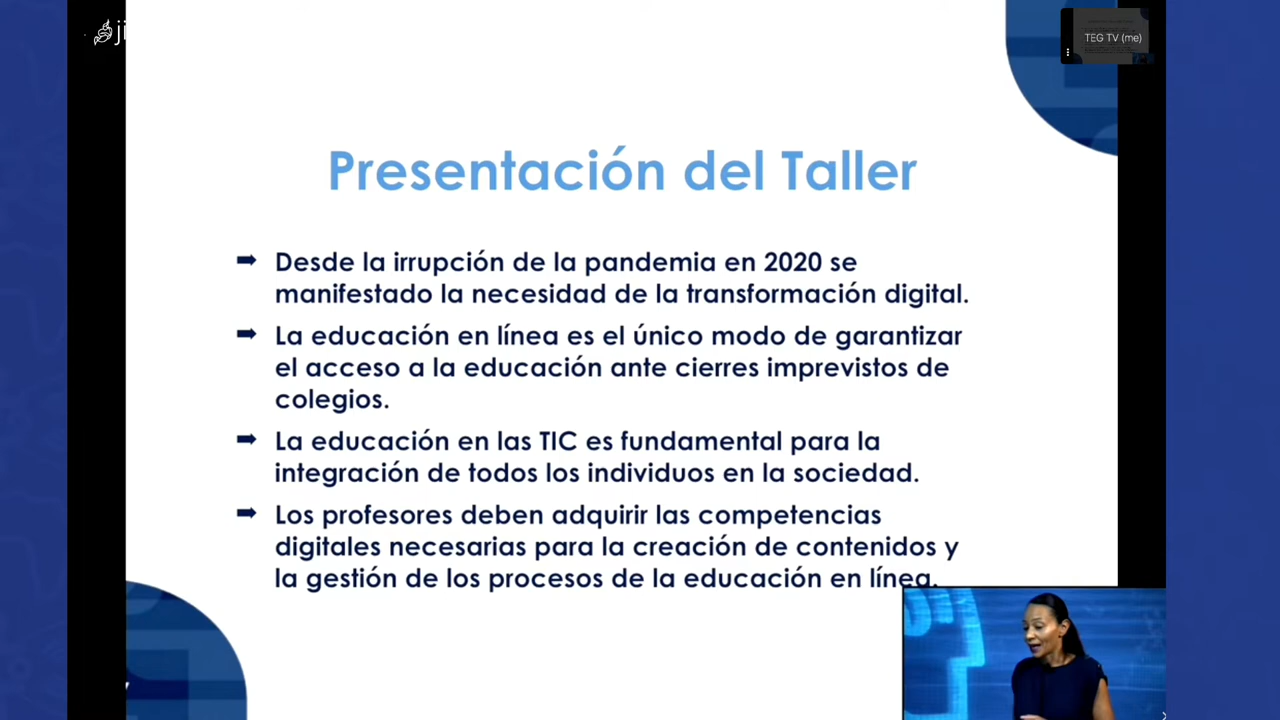 ji
TEG TV (me)
Presentación del Taller
➡ Desde la irrupción de la pandemia en 2020 se
manifestado la necesidad de la transformación digital.
➡ La educación en línea es el único modo de garantizar
el acceso a la educación ante cierres imprevistos de
colegios.
➡ La educación en las TIC es fundamental para la
integración de todos los individuos en la sociedad.
➡ Los profesores deben adquirir las competencias
digitales necesarias para la creación de contenidos y
la gestión de los procesos de la educación en línea.